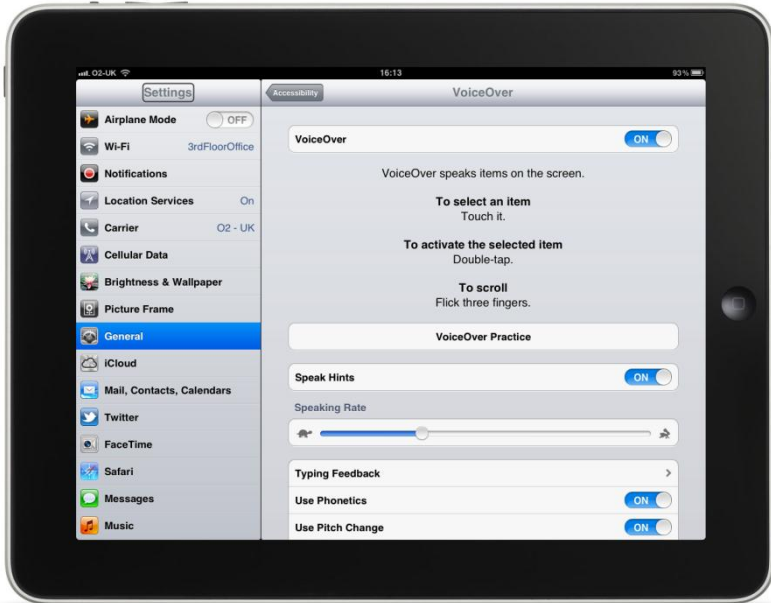 O2-UK 16:13 93%
Settings
Accessibility
VoiceOver
Airplane Mode OFF
Wi-Fi 3rdFloorOffice
Notifications
Location Services On
Carrier O2 - UK
Cellular Data
Brightness & Wallpaper
Picture Frame
General
iCloud
Mail, Contacts, Calendars
Twitter
FaceTime
Safari
Messages
Music
VoiceOver ON
VoiceOver speaks items on the screen.
To select an item
Touch it.
To activate the selected item
Double-tap.
To scroll
Flick three fingers.
VoiceOver Practice
Speak Hints ON
Speaking Rate
Typing Feedback
Use Phonetics ON
Use Pitch Change ON